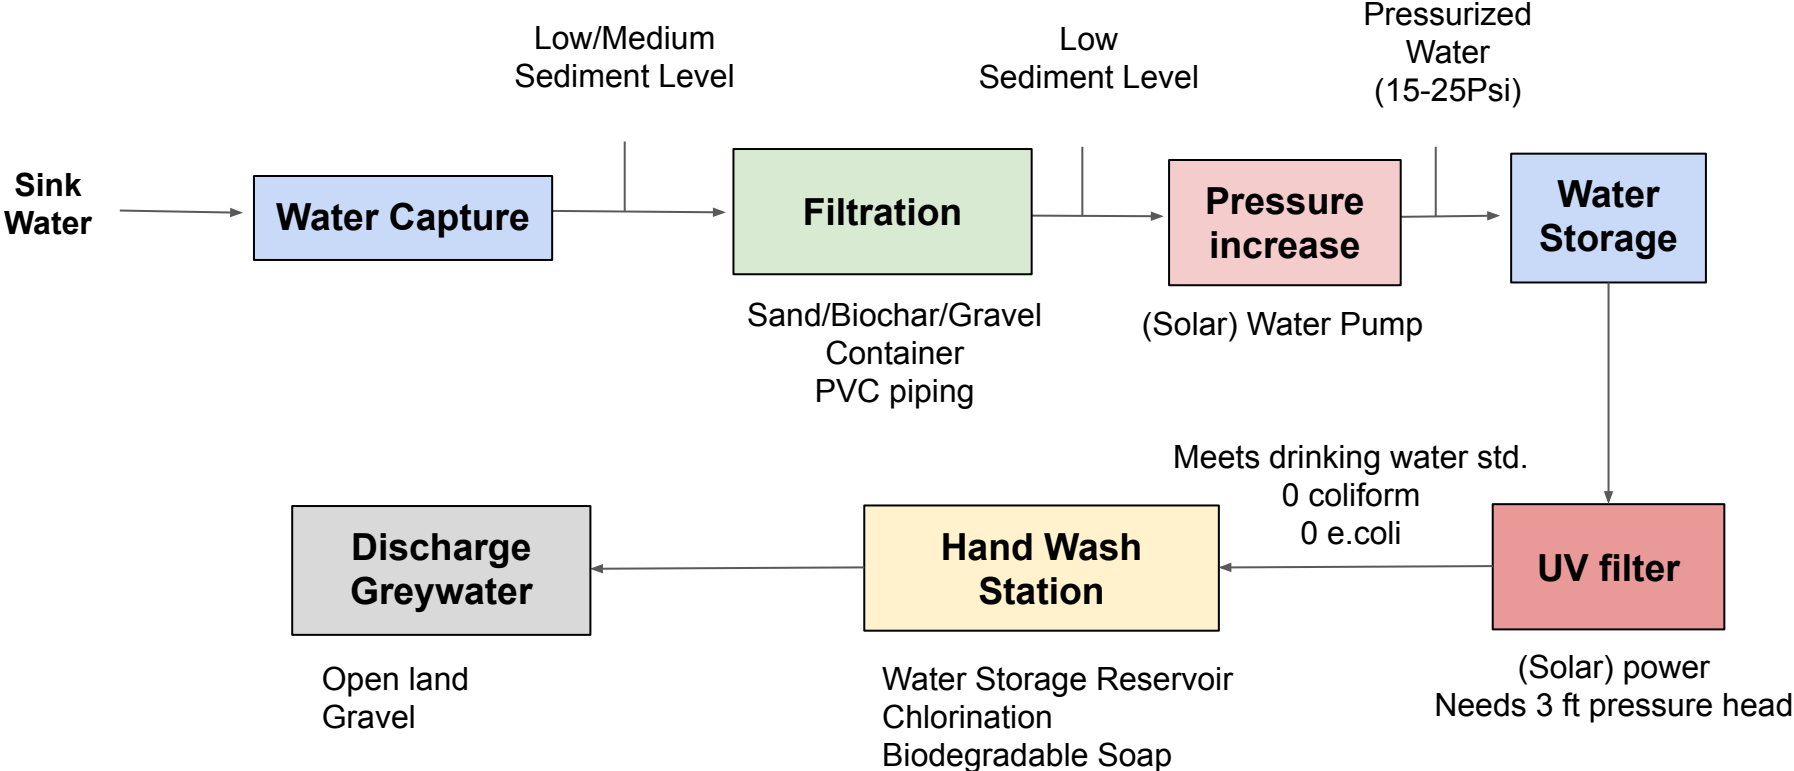 Sink
Water
Water Capture
Low/Medium
Sediment Level
Filtration
Sand/Biochar/Gravel
Container
PVC piping
Low
Sediment Level
Pressure
increase
(Solar) Water Pump
Pressurized
Water
(15-25Psi)
Water
Storage
UV filter
(Solar) power
Needs 3 ft pressure head
Meets drinking water std.
0 coliform
0 e.coli
Hand Wash
Station
Water Storage Reservoir
Chlorination
Biodegradable Soap
Discharge
Greywater
Open land
Gravel